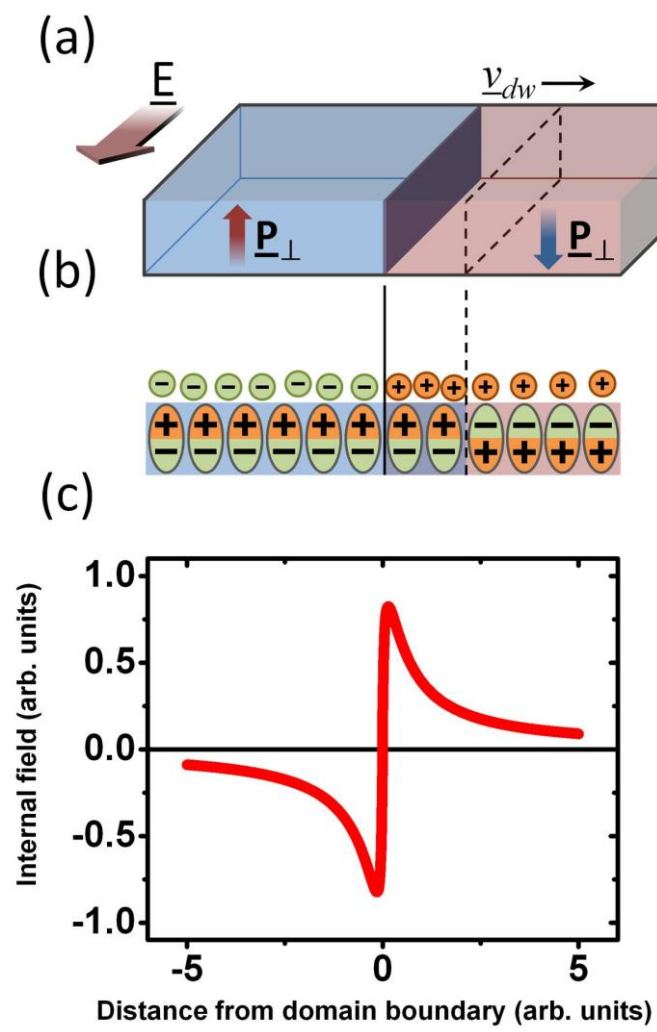 (a)
E
v_dw
P⊥
P⊥
(b)
− − − − − − − − + + + + + + +
+ + + + + + + + + − − − −
− − − − − − − − − + + + +
(c)
1.0
0.5
0.0
-0.5
-1.0
Internal field (arb. units)
-5 0 5
Distance from domain boundary (arb. units)